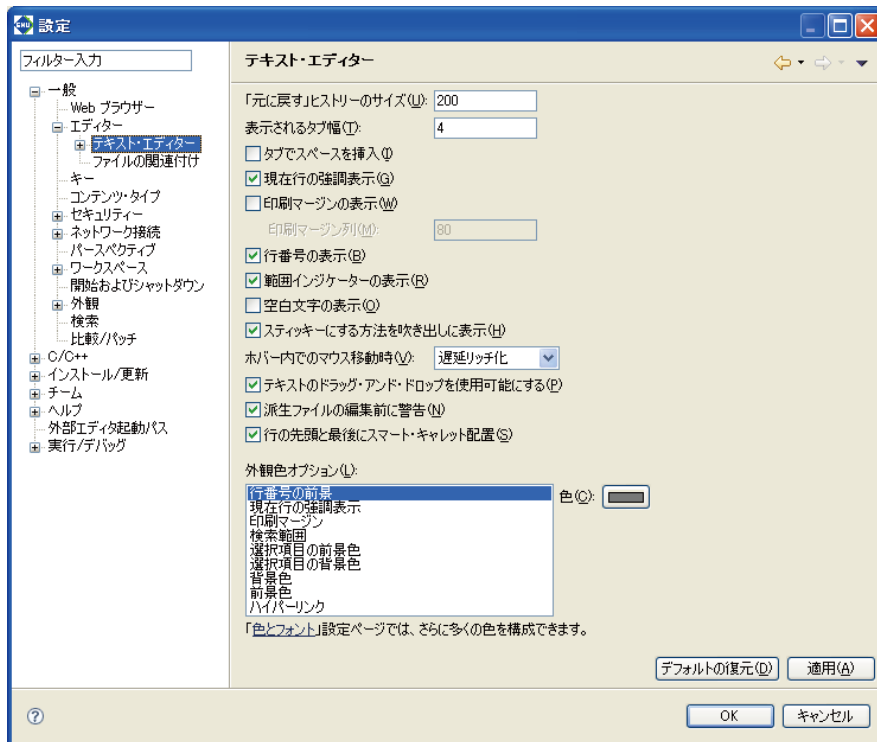 設定
フィルター入力
一般
Web ブラウザー
エディター
テキスト・エディター
ファイルの関連付け
キー
コンテンツ・タイプ
セキュリティー
ネットワーク接続
パースペクティブ
ワークスペース
開始およびシャットダウン
外観
検索
比較/パッチ
C/C++
インストール/更新
チーム
ヘルプ
外部エディタ起動パス
実行/デバッグ
テキスト・エディター
「元に戻す」ヒストリーのサイズ(U): 200
表示されるタブ幅(T): 4
タブでスペースを挿入(I)
現在行の強調表示(G)
印刷マージンの表示(W)
印刷マージン列(M): 80
行番号の表示(B)
範囲インジケーターの表示(R)
空白文字の表示(O)
スティッキーにする方法を吹き出しに表示(H)
ホバー内でのマウス移動時(V): 遅延リッチ化
テキストのドラッグ・アンド・ドロップを使用可能にする(P)
派生ファイルの編集前に警告(N)
行の先頭と最後にスマート・キャレット配置(S)
外観色オプション(L):
行番号の前景
現在行の強調表示
印刷マージン
検索範囲
選択項目の前景色
選択項目の背景色
背景色
前景色
ハイパーリンク
色(C):
「色とフォント」設定ページでは、さらに多くの色を構成できます。
デフォルトの復元(D) 適用(A)
OK キャンセル